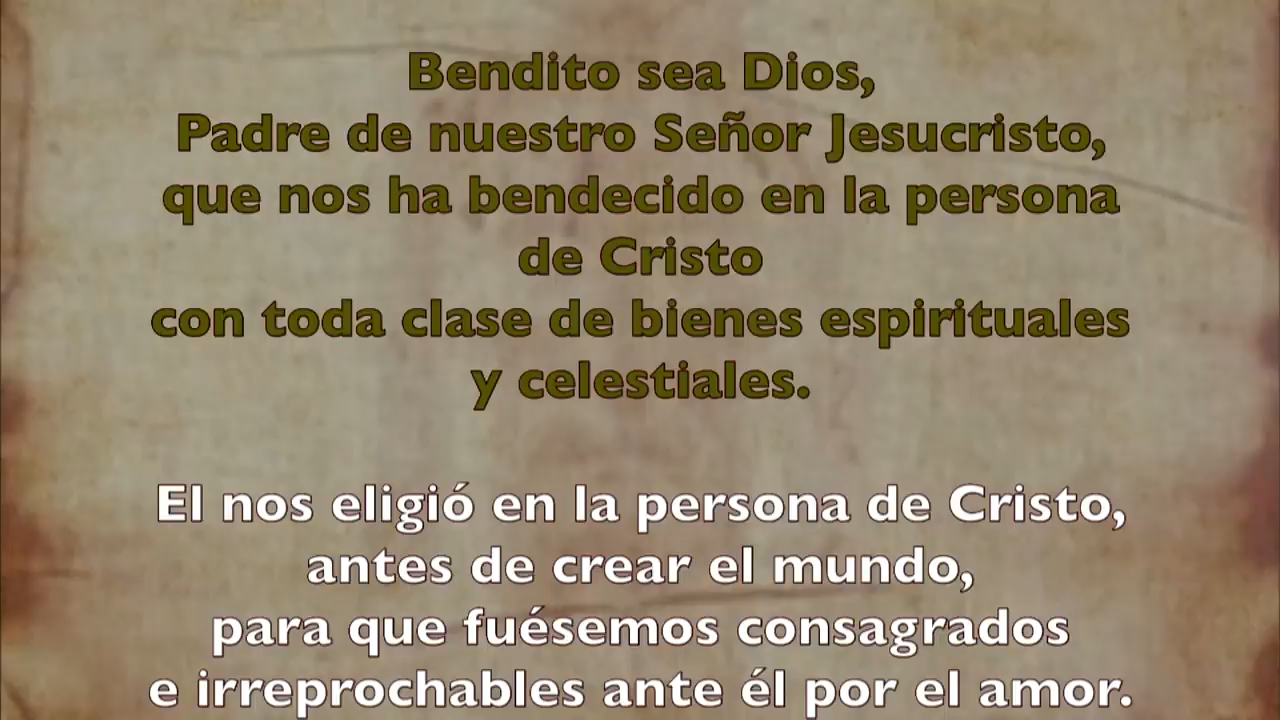 Bendito sea Dios,
Padre de nuestro Señor Jesucristo,
que nos ha bendecido en la persona
de Cristo
con toda clase de bienes espirituales
y celestiales.
El nos eligió en la persona de Cristo,
antes de crear el mundo,
para que fuésemos consagrados
e irreprochables ante él por el amor.